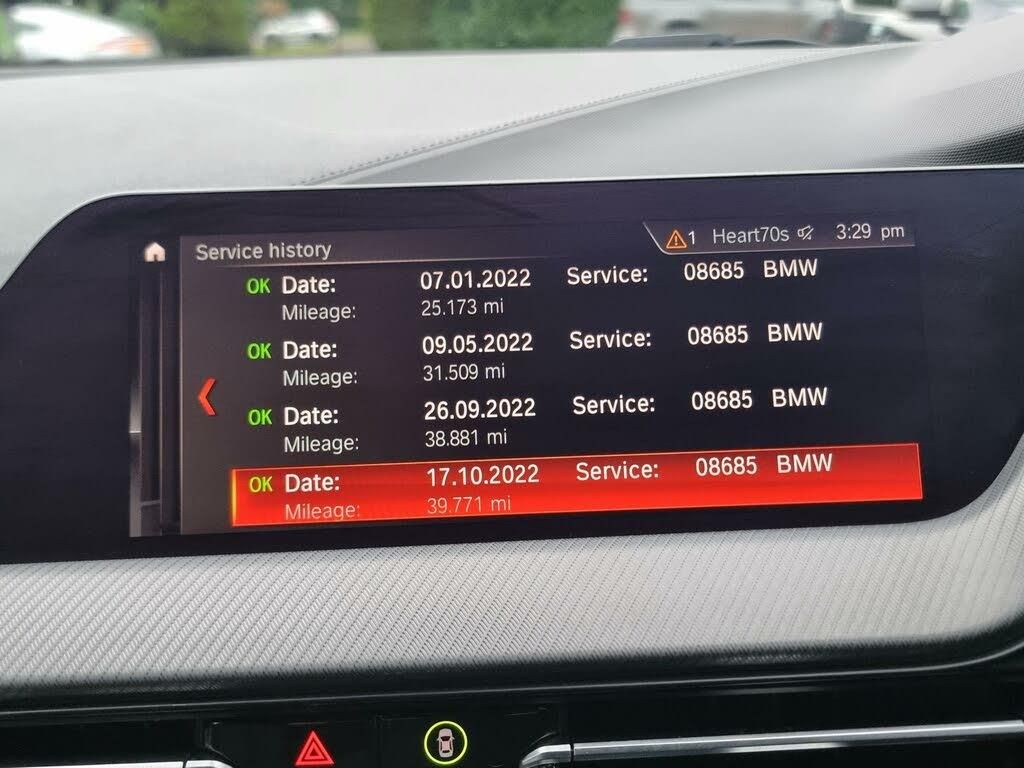 Service history 1 Heart70s 3:29 pm
OK Date: 07.01.2022 Service: 08685 BMW
Mileage: 25.173 mi
OK Date: 09.05.2022 Service: 08685 BMW
Mileage: 31.509 mi
OK Date: 26.09.2022 Service: 08685 BMW
Mileage: 38.881 mi
OK Date: 17.10.2022 Service: 08685 BMW
Mileage: 39.771 mi